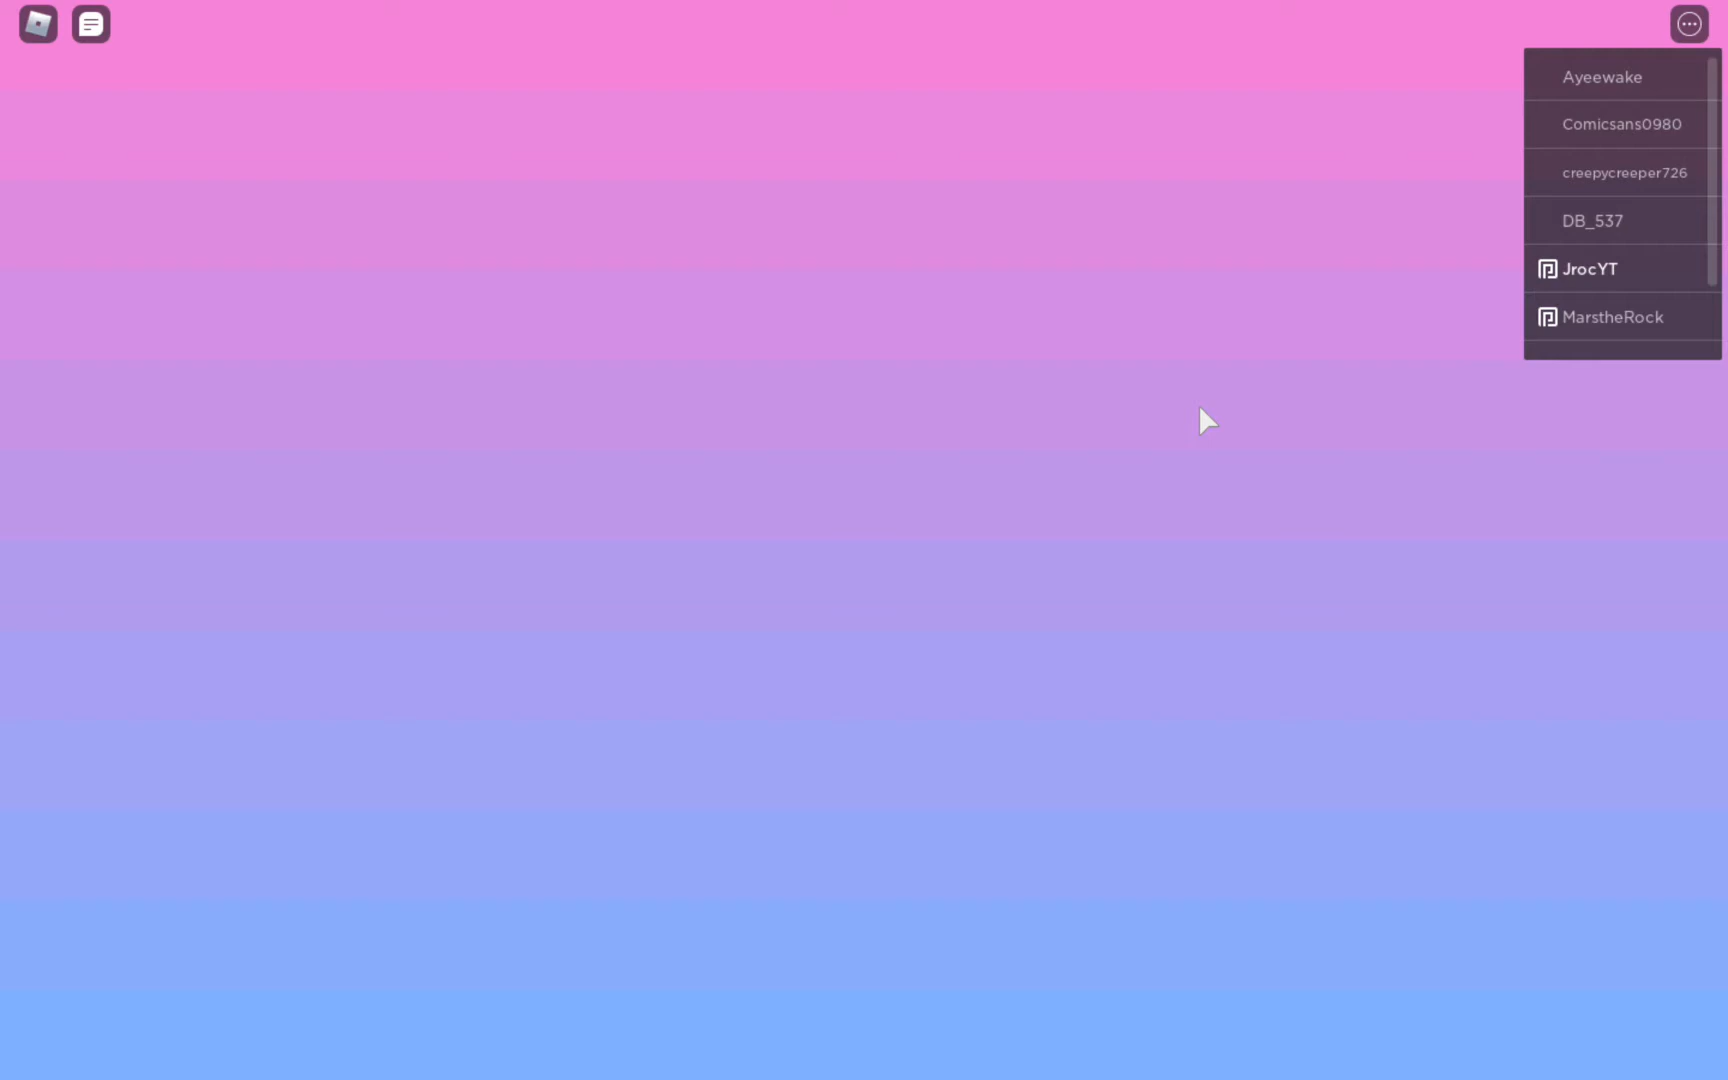 Ayeewake
Comicsans0980
creepycreeper726
DB_537
JrocYT
MarstheRock